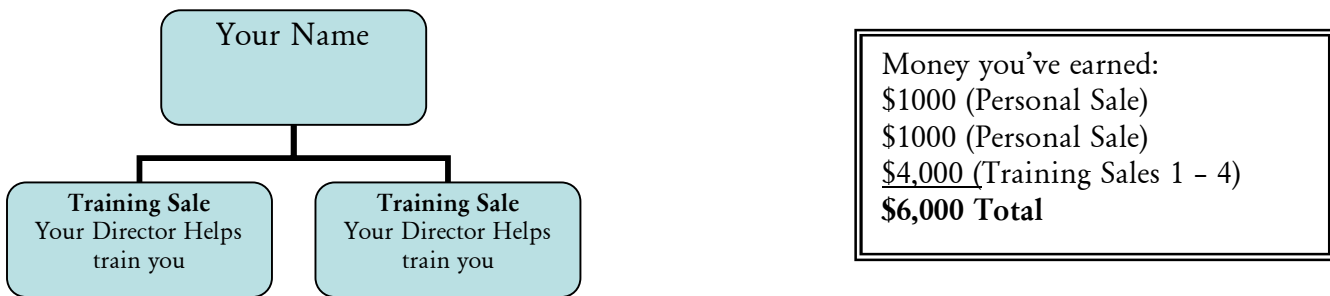 Your Name
Training Sale
Your Director Helps
train you
Training Sale
Your Director Helps
train you
Money you’ve earned:
$1000 (Personal Sale)
$1000 (Personal Sale)
$4,000 (Training Sales 1 – 4)
$6,000 Total